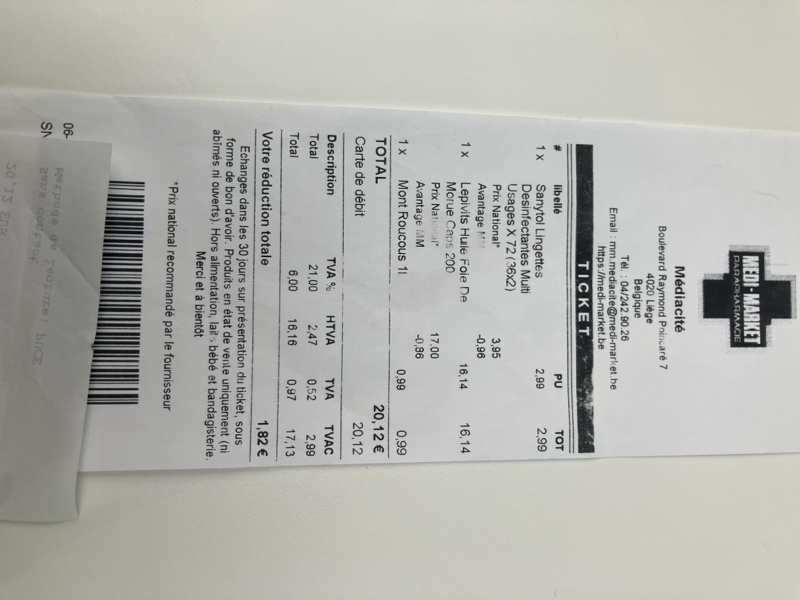 MEDI-MARKET
PARAPHARMACIE
Médiacité
Boulevard Raymond Poincaré 7
4020 Liège
Belgique
Tél. : 04/242.90.26
Email : mm.mediacite@medi-market.be
https://medi-market.be
TICKET
# libellé PU TOT
1 x Sanytol Lingettes 2,99 2,99
Desinfectantes Multi
Usages X 72 (36x2)
Prix National* 3,95
Avantage MM -0,96
1 x Lepivits Huile Foie De 16,14 16,14
Morue Caps 200
Prix National* 17,00
Avantage MM -0,86
1 x Mont Roucous 1l 0,99 0,99
TOTAL 20,12 €
Carte de débit 20,12
Description TVA % HTVA TVA TVAC
Total 21,00 2,47 0,52 2,99
Total 6,00 16,16 0,97 17,13
Votre réduction totale 1,82 €
Echanges dans les 30 jours sur présentation du ticket, sous
forme de bon d'avoir. Produits en état de vente uniquement (ni
abîmés ni ouverts). Hors alimentation, laits bébé et bandagisterie.
Merci et à bientôt
*Prix national recommandé par le fournisseur
06-